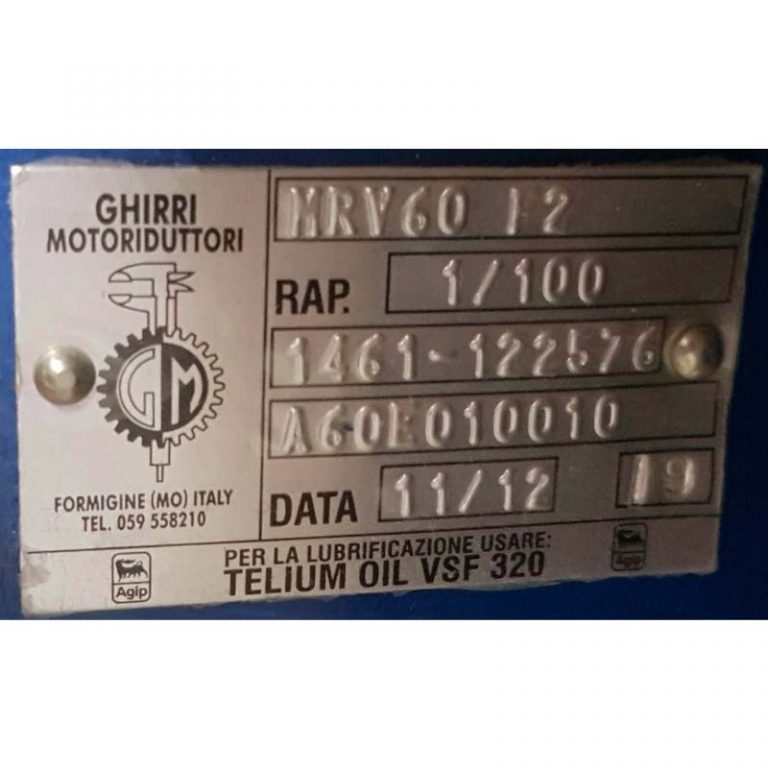 GHIRRI
MOTORIDUTTORI
GM
FORMIGINE (MO) ITALY
TEL. 059 558210
MRV60 F2
RAP. 1/100
1461-122576
A60E010010
DATA 11/12 19
PER LA LUBRIFICAZIONE USARE:
TELIUM OIL VSF 320
Agip
Agip